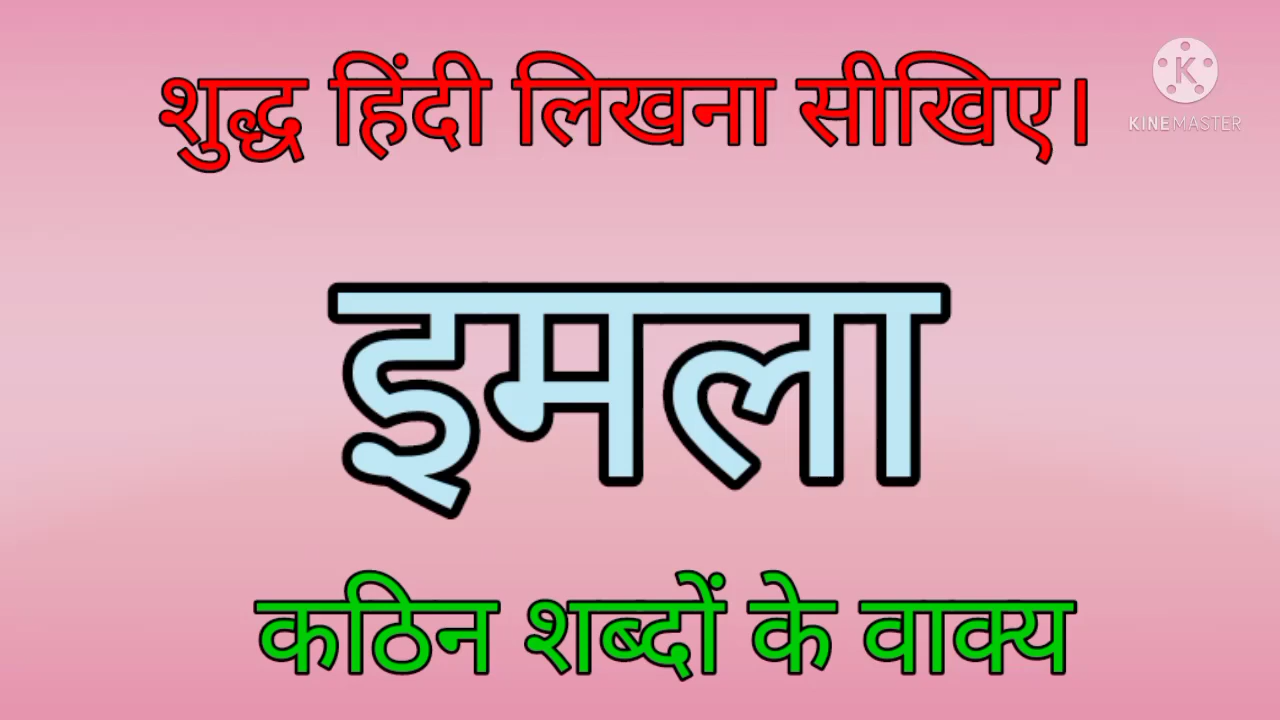 शुद्ध हिंदी लिखना सीखिए।
K
KINEMASTER
इमला
कठिन शब्दों के वाक्य